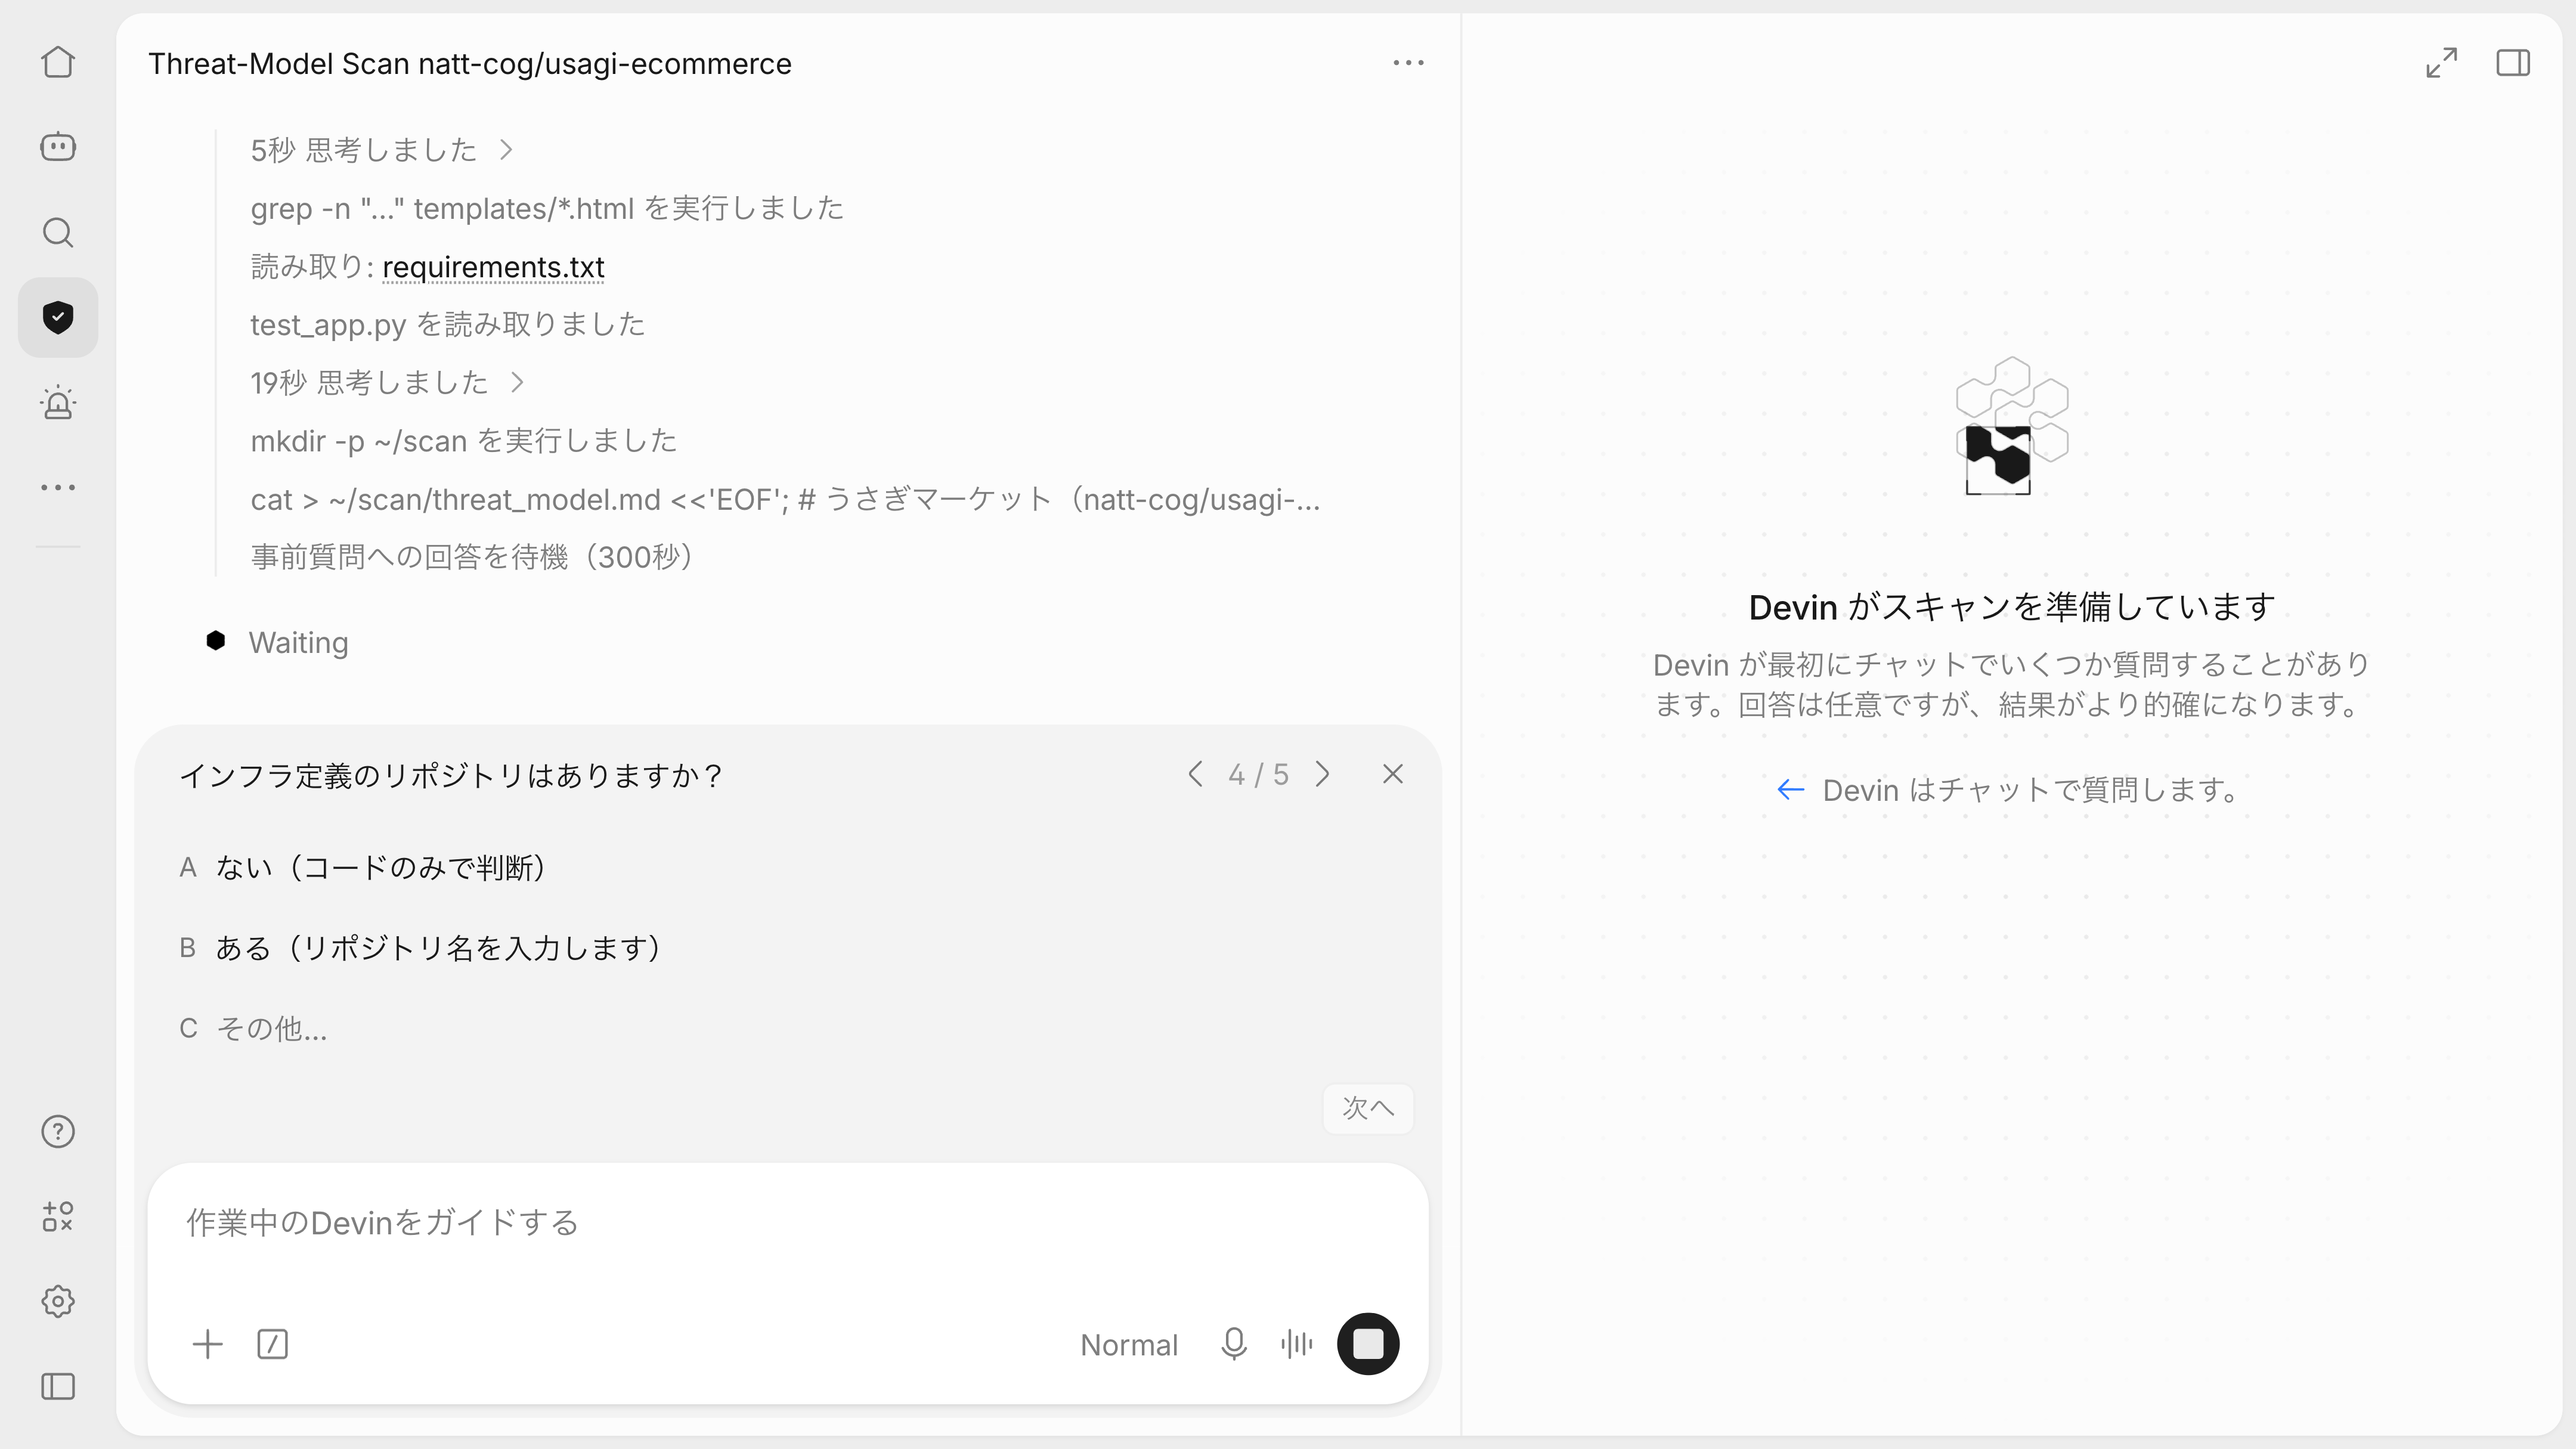 Threat-Model Scan natt-cog/usagi-ecommerce
5秒 思考しました
grep -n "..." templates/*.html を実行しました
読み取り: requirements.txt
test_app.py を読み取りました
19秒 思考しました
mkdir -p ~/scan を実行しました
cat > ~/scan/threat_model.md <<'EOF'; # うさぎマーケット（natt-cog/usagi-...
事前質問への回答を待機（300秒）
Waiting
インフラ定義のリポジトリはありますか？
4 / 5
A ない（コードのみで判断）
B ある（リポジトリ名を入力します）
C その他...
次へ
作業中のDevinをガイドする
Normal
Devin がスキャンを準備しています
Devin が最初にチャットでいくつか質問することがあり
ます。回答は任意ですが、結果がより的確になります。
Devin はチャットで質問します。